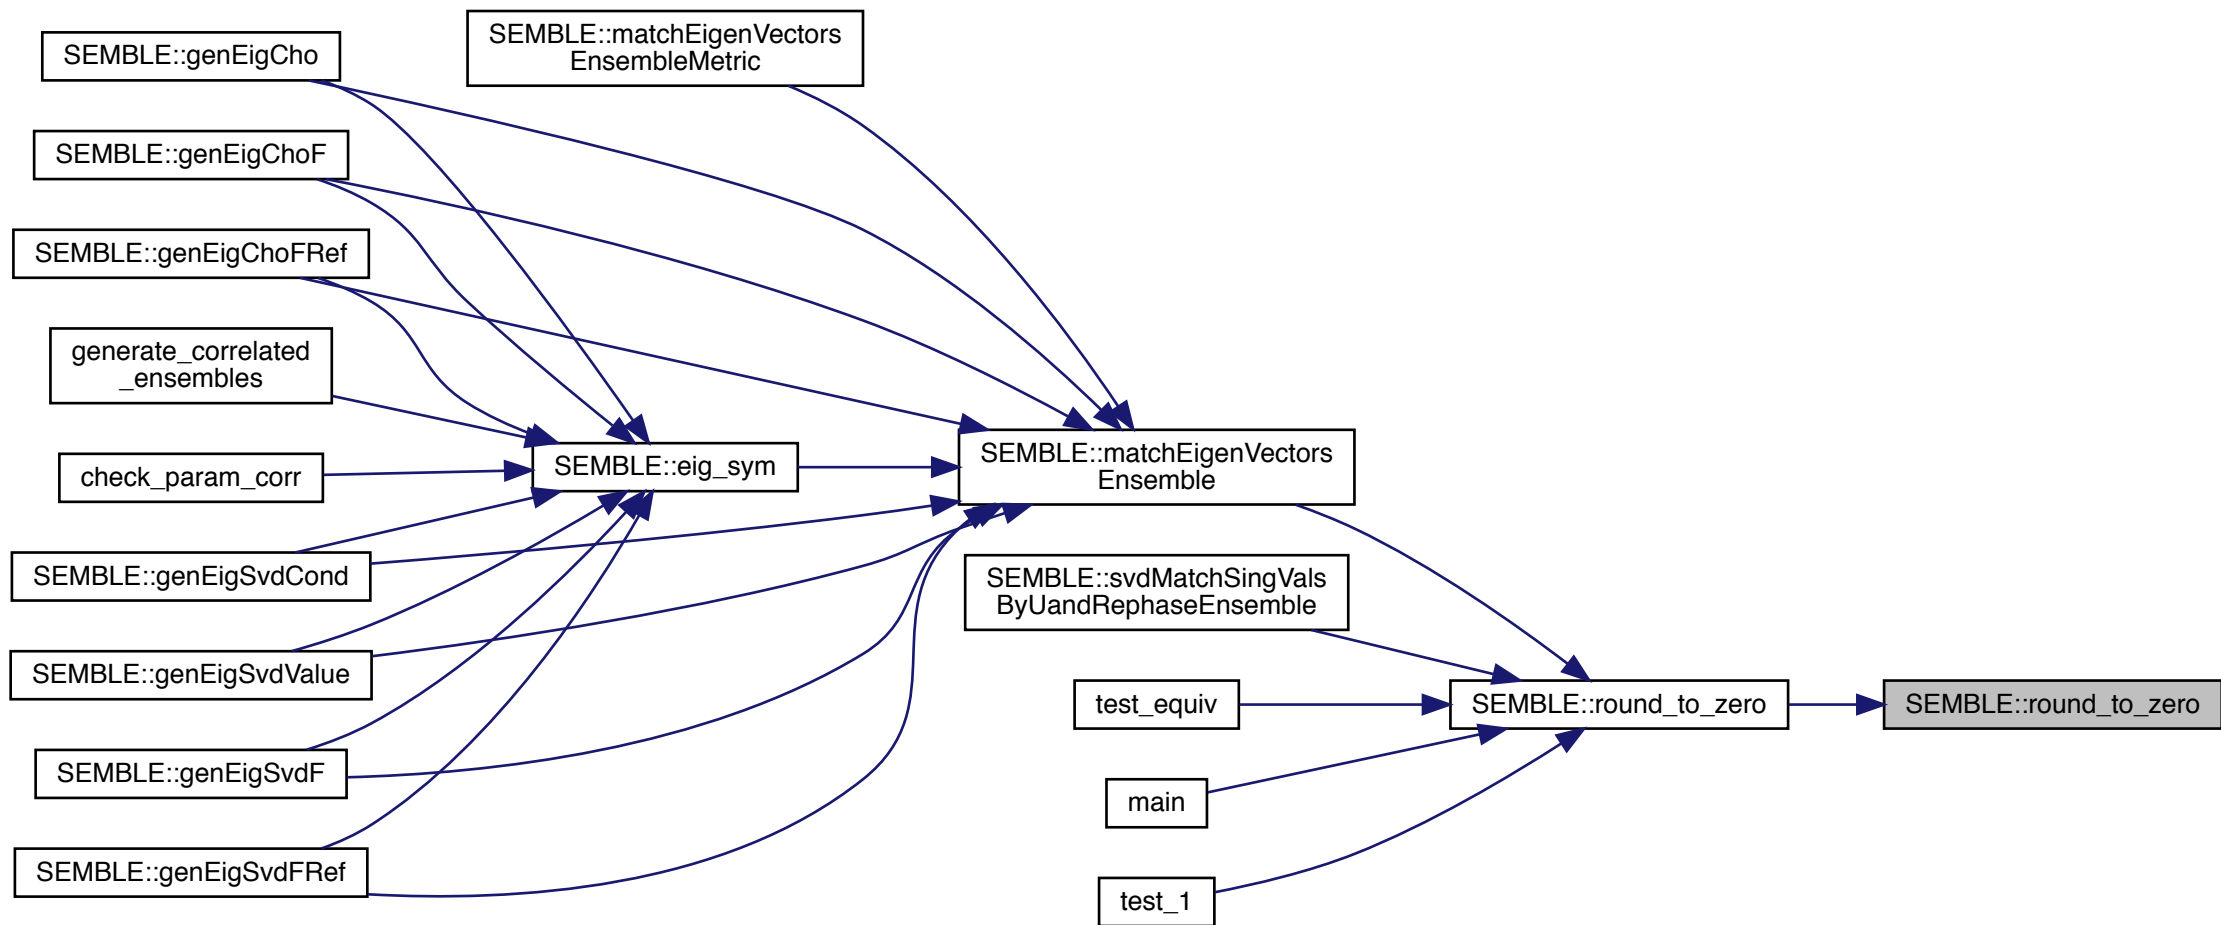 SEMBLE::genEigCho
SEMBLE::genEigChoF
SEMBLE::genEigChoFRef
generate_correlated
_ensembles
check_param_corr
SEMBLE::genEigSvdCond
SEMBLE::genEigSvdValue
SEMBLE::genEigSvdF
SEMBLE::genEigSvdFRef
SEMBLE::matchEigenVectors
EnsembleMetric
SEMBLE::eig_sym
SEMBLE::matchEigenVectors
Ensemble
SEMBLE::svdMatchSingVals
ByUandRephaseEnsemble
test_equiv
main
test_1
SEMBLE::round_to_zero
SEMBLE::round_to_zero